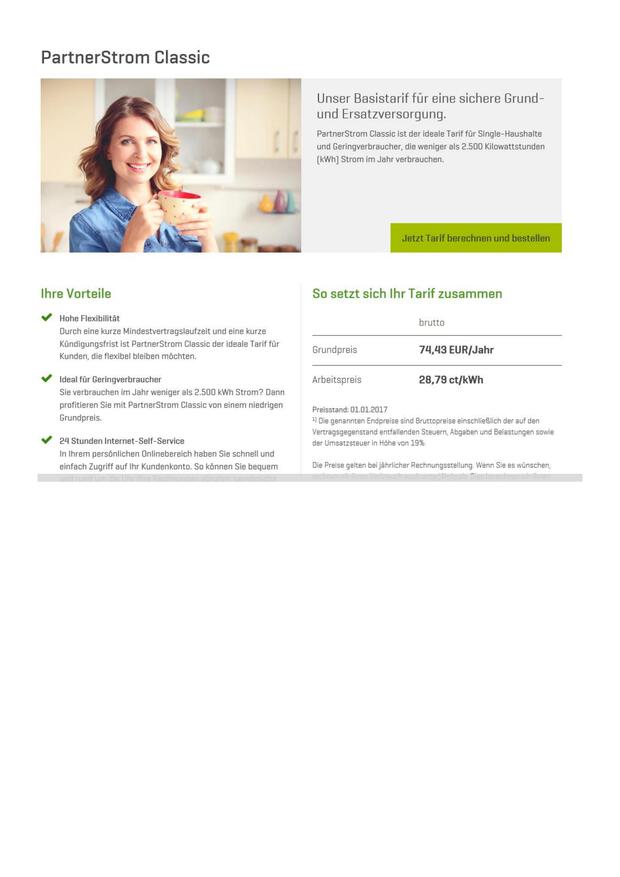 PartnerStrom Classic
Unser Basistarif für eine sichere Grund-
und Ersatzversorgung.
PartnerStrom Classic ist der ideale Tarif für Single-Haushalte
und Geringverbraucher, die weniger als 2.500 Kilowattstunden
(kWh) Strom im Jahr verbrauchen.
Jetzt Tarif berechnen und bestellen
Ihre Vorteile
Hohe Flexibilität
Durch eine kurze Mindestvertragslaufzeit und eine kurze
Kündigungsfrist ist PartnerStrom Classic der ideale Tarif für
Kunden, die flexibel bleiben möchten.
Ideal für Geringverbraucher
Sie verbrauchen im Jahr weniger als 2.500 kWh Strom? Dann
profitieren Sie mit PartnerStrom Classic von einem niedrigen
Grundpreis.
24 Stunden Internet-Self-Service
In Ihrem persönlichen Onlinebereich haben Sie schnell und
einfach Zugriff auf Ihr Kundenkonto. So können Sie bequem
So setzt sich Ihr Tarif zusammen
brutto
Grundpreis 74,43 EUR/Jahr
Arbeitspreis 28,79 ct/kWh
Preisstand: 01.01.2017
1) Die genannten Endpreise sind Bruttopreise einschließlich der auf den
Vertragsgegenstand entfallenden Steuern, Abgaben und Belastungen sowie
der Umsatzsteuer in Höhe von 19%.
Die Preise gelten bei jährlicher Rechnungsstellung. Wenn Sie es wünschen,